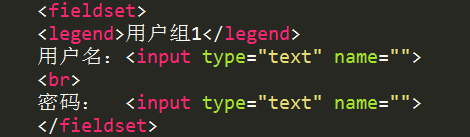 <fieldset>
<legend>用户组1</legend>
用户名：<input type="text" name="">
<br>
密码：  <input type="text" name="">
</fieldset>